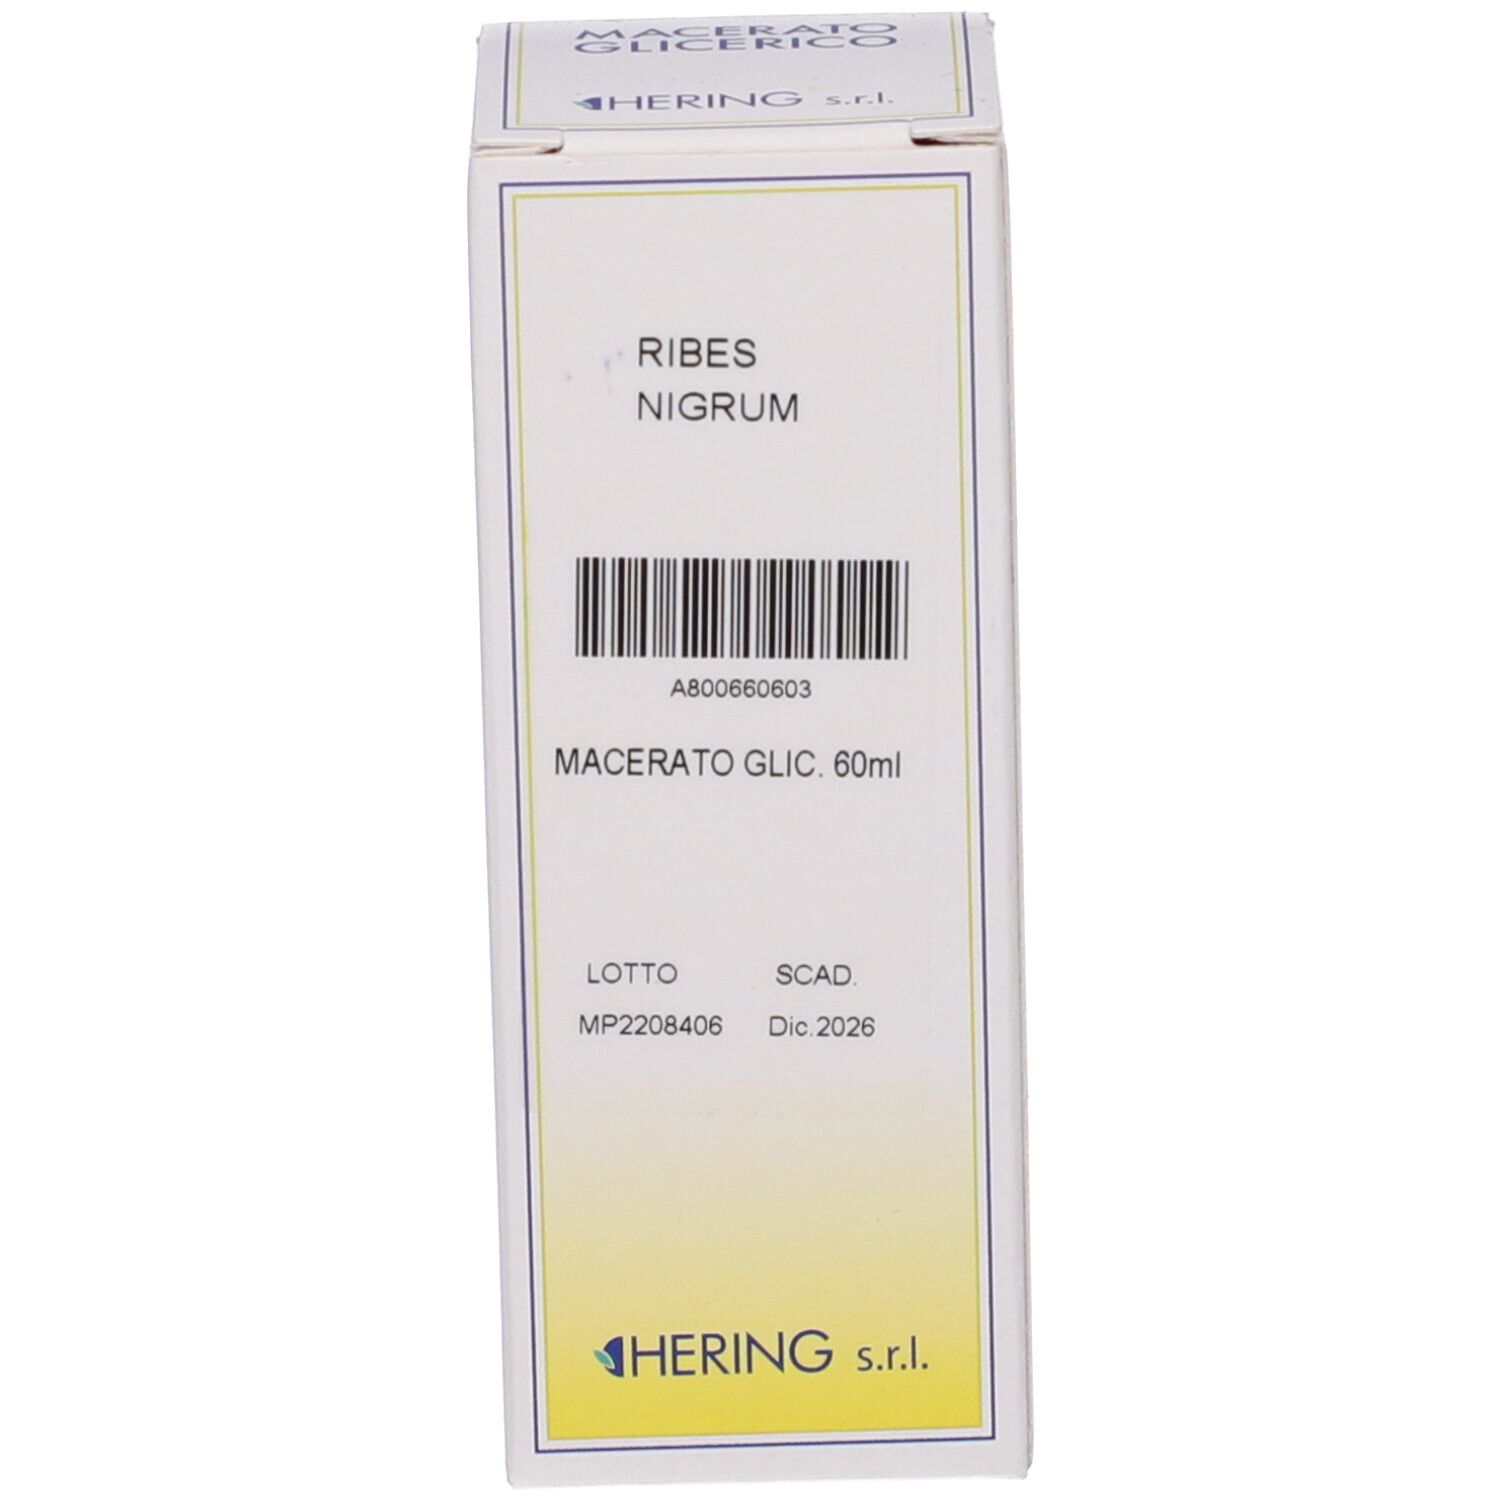 MACERATO
GLICERICO
HERING s.r.l.
RIBES
NIGRUM
A800660603
MACERATO GLIC. 60ml
LOTTO SCAD.
MP2208406 Dic.2026
HERING s.r.l.